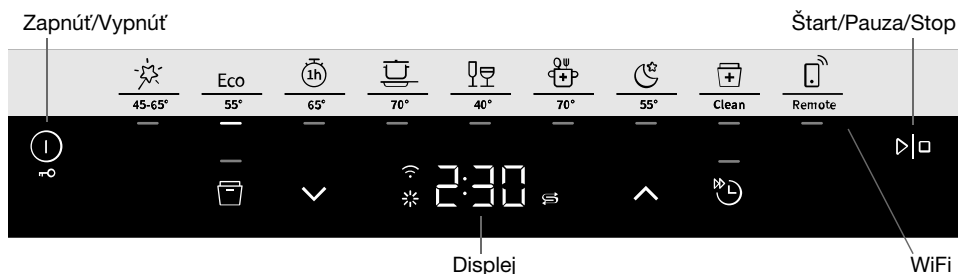 Zapnúť/Vypnúť Štart/Pauza/Stop
Eco 1h
45-65° 55° 65° 70° 40° 70° 55° Clean Remote
2:30
Displej WiFi